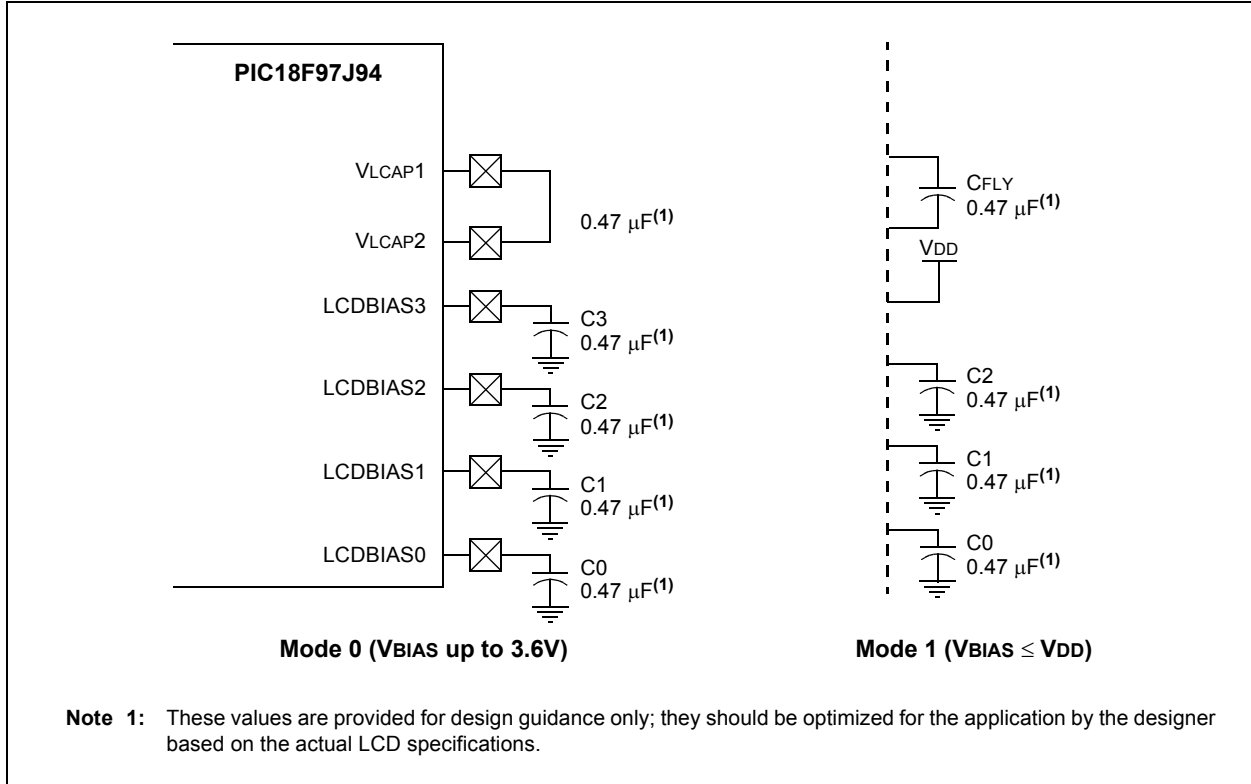 PIC18F97J94
VLCAP1
0.47 µF(1)
VLCAP2
LCDBIAS3
C3
0.47 µF(1)
LCDBIAS2
C2
0.47 µF(1)
LCDBIAS1
C1
0.47 µF(1)
LCDBIAS0
C0
0.47 µF(1)
Mode 0 (VBIAS up to 3.6V)
CFLY
0.47 µF(1)
VDD
C2
0.47 µF(1)
C1
0.47 µF(1)
C0
0.47 µF(1)
Mode 1 (VBIAS ≤ VDD)
Note 1: These values are provided for design guidance only; they should be optimized for the application by the designer
based on the actual LCD specifications.